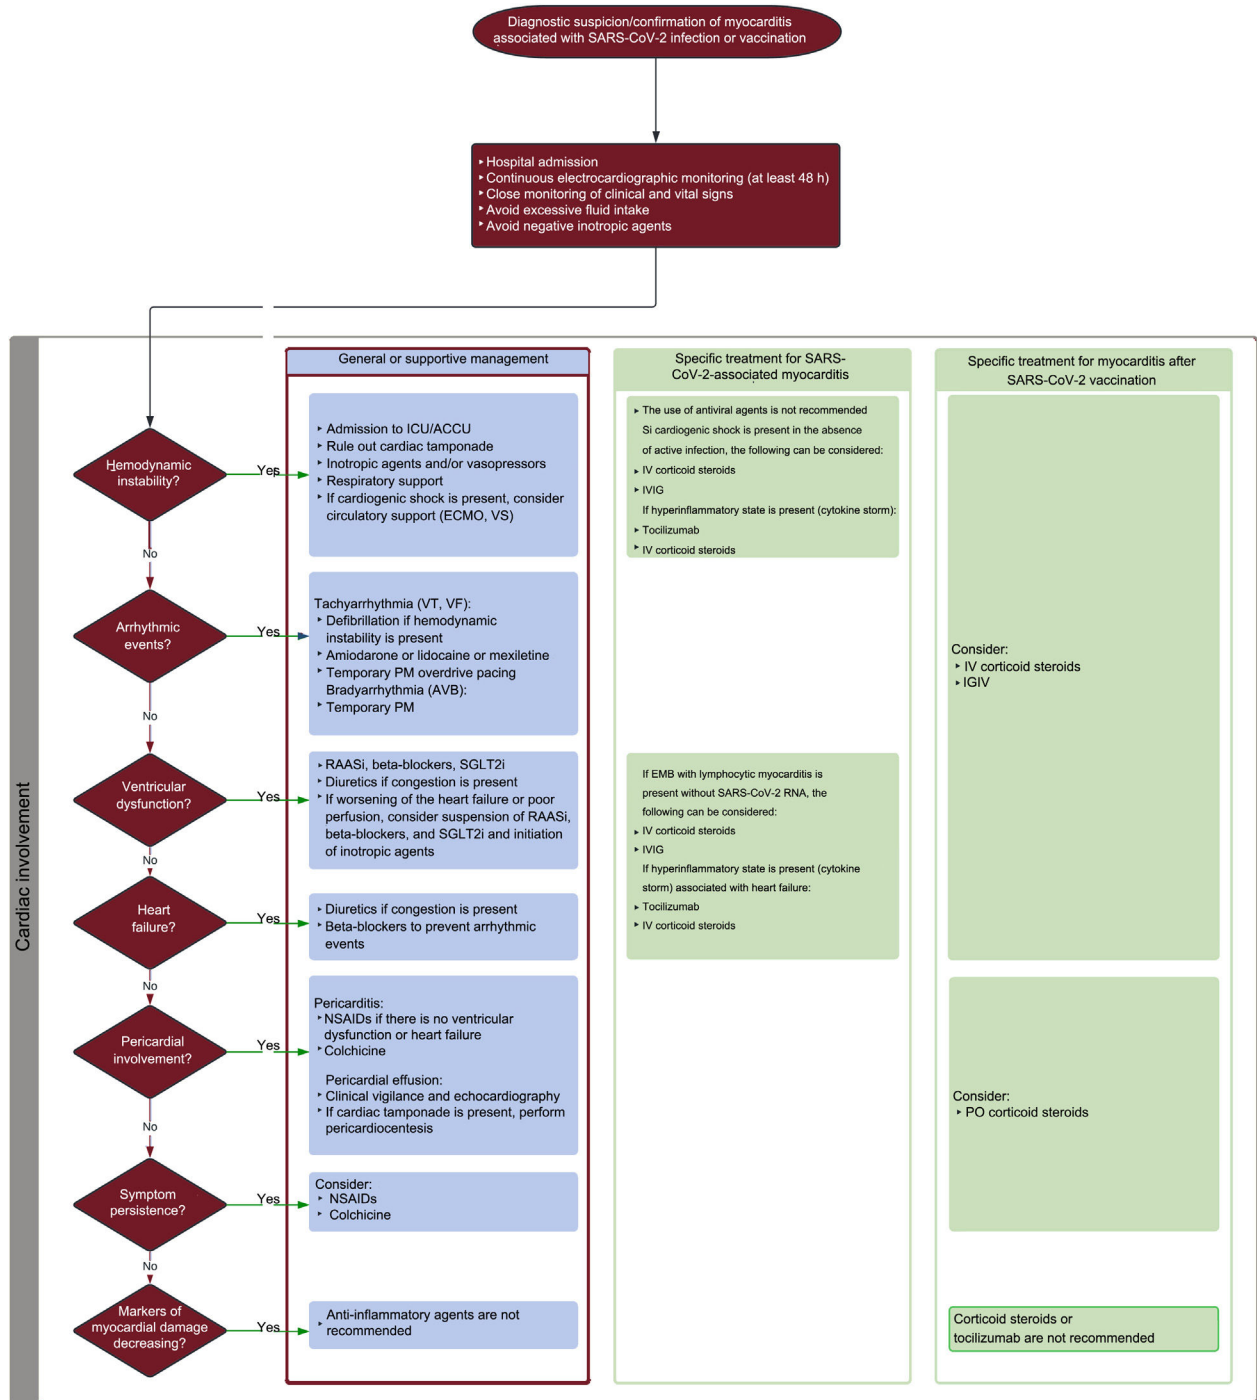 Diagnostic suspicion/confirmation of myocarditis
associated with SARS-CoV-2 infection or vaccination
‣ Hospital admission
‣ Continuous electrocardiographic monitoring (at least 48 h)
‣ Close monitoring of clinical and vital signs
‣ Avoid excessive fluid intake
‣ Avoid negative inotropic agents
Cardiac involvement
General or supportive management
Specific treatment for SARS-
CoV-2-associated myocarditis
Specific treatment for myocarditis after
SARS-CoV-2 vaccination
Hemodynamic
instability?
Yes
‣ Admission to ICU/ACCU
‣ Rule out cardiac tamponade
‣ Inotropic agents and/or vasopressors
‣ Respiratory support
‣ If cardiogenic shock is present, consider
circulatory support (ECMO, VS)
‣ The use of antiviral agents is not recommended
Si cardiogenic shock is present in the absence
of active infection, the following can be considered:
‣ IV corticoid steroids
‣ IVIG
If hyperinflammatory state is present (cytokine storm):
‣ Tocilizumab
‣ IV corticoid steroids
No
Arrhythmic
events?
Yes
Tachyarrhythmia (VT, VF):
‣ Defibrillation if hemodynamic
instability is present
‣ Amiodarone or lidocaine or mexiletine
‣ Temporary PM overdrive pacing
Bradyarrhythmia (AVB):
‣ Temporary PM
Consider:
‣ IV corticoid steroids
‣ IGIV
No
Ventricular
dysfunction?
Yes
‣ RAASi, beta-blockers, SGLT2i
‣ Diuretics if congestion is present
‣ If worsening of the heart failure or poor
perfusion, consider suspension of RAASi,
beta-blockers, and SGLT2i and initiation
of inotropic agents
If EMB with lymphocytic myocarditis is
present without SARS-CoV-2 RNA, the
following can be considered:
‣ IV corticoid steroids
‣ IVIG
If hyperinflammatory state is present (cytokine
storm) associated with heart failure:
‣ Tocilizumab
‣ IV corticoid steroids
No
Heart
failure?
Yes
‣ Diuretics if congestion is present
‣ Beta-blockers to prevent arrhythmic
events
No
Pericardial
involvement?
Yes
Pericarditis:
‣ NSAIDs if there is no ventricular
dysfunction or heart failure
‣ Colchicine
Pericardial effusion:
‣ Clinical vigilance and echocardiography
‣ If cardiac tamponade is present, perform
pericardiocentesis
Consider:
‣ PO corticoid steroids
No
Symptom
persistence?
Yes
Consider:
‣ NSAIDs
‣ Colchicine
No
Markers of
myocardial damage
decreasing?
Yes
‣ Anti-inflammatory agents are not
recommended
Corticoid steroids or
tocilizumab are not recommended